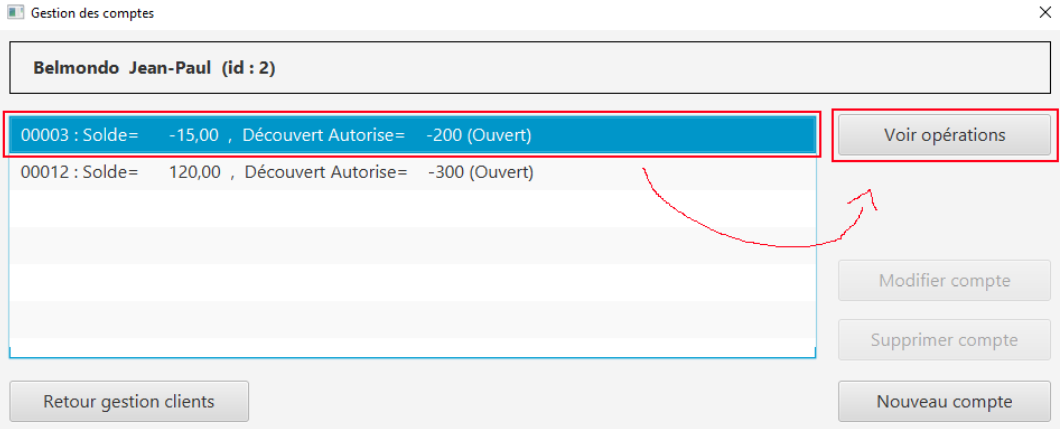 Gestion des comptes
Belmondo Jean-Paul (id : 2)
00003 : Solde= -15,00 , Découvert Autorise= -200 (Ouvert)
Voir opérations
00012 : Solde= 120,00 , Découvert Autorise= -300 (Ouvert)
Modifier compte
Supprimer compte
Retour gestion clients
Nouveau compte